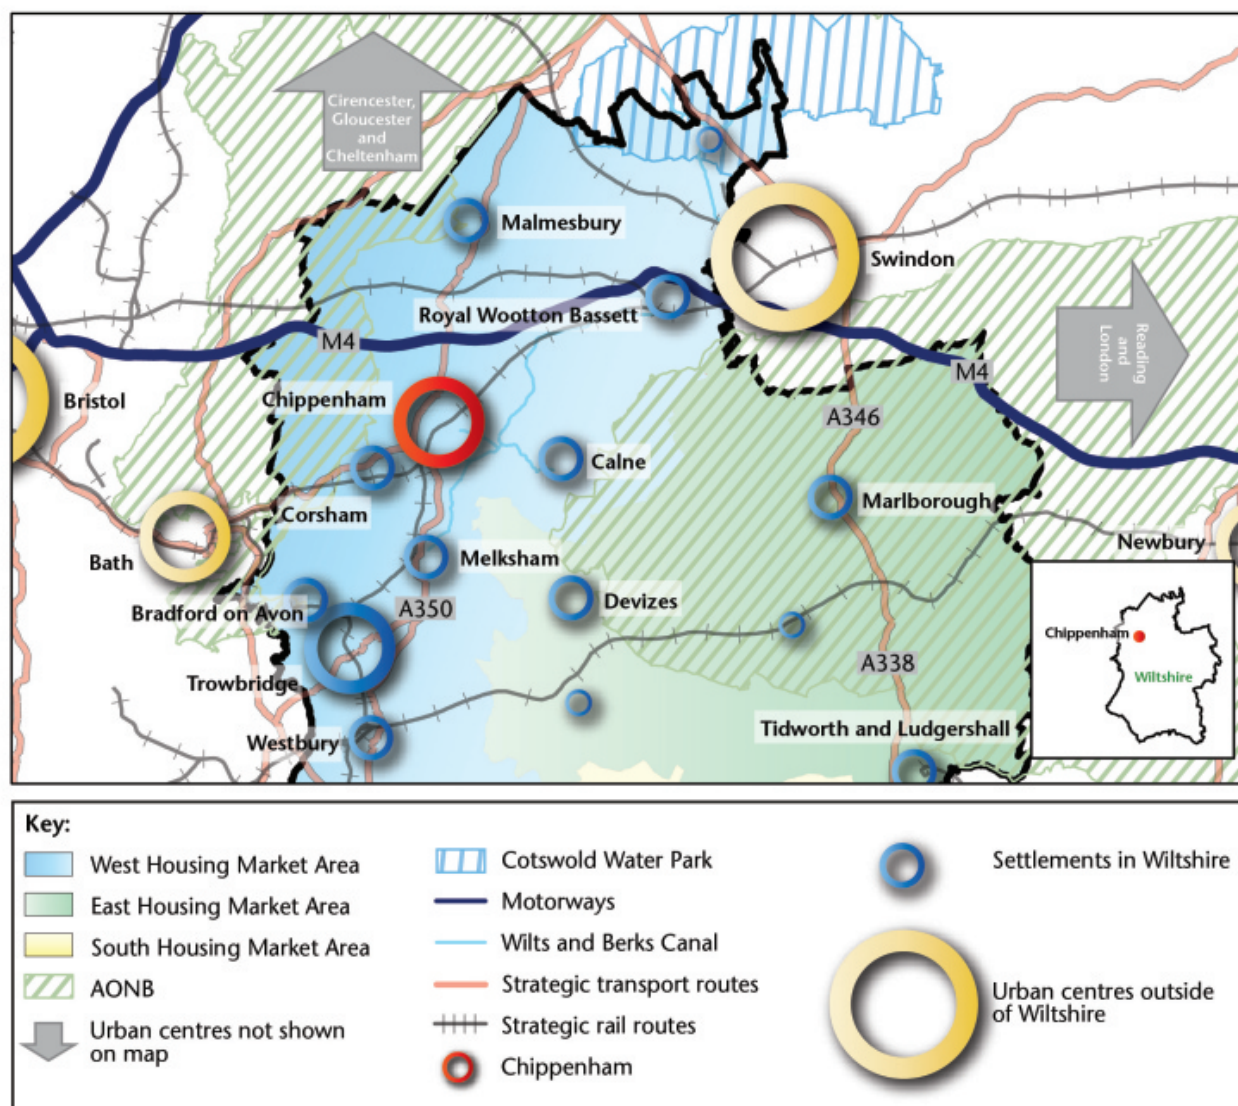 Cirencester,
Gloucester
and
Cheltenham
Malmesbury
Swindon
Royal Wootton Bassett
M4
Reading
and
London
M4
Bristol
Chippenham
A346
Calne
Marlborough
Corsham
Newbury
Bath
Melksham
Bradford on Avon
A350
Devizes
Chippenham
Wiltshire
A338
Trowbridge
Westbury
Tidworth and Ludgershall
Key:
West Housing Market Area
East Housing Market Area
South Housing Market Area
AONB
Urban centres not shown
on map
Cotswold Water Park
Motorways
Wilts and Berks Canal
Strategic transport routes
Strategic rail routes
Chippenham
Settlements in Wiltshire
Urban centres outside
of Wiltshire